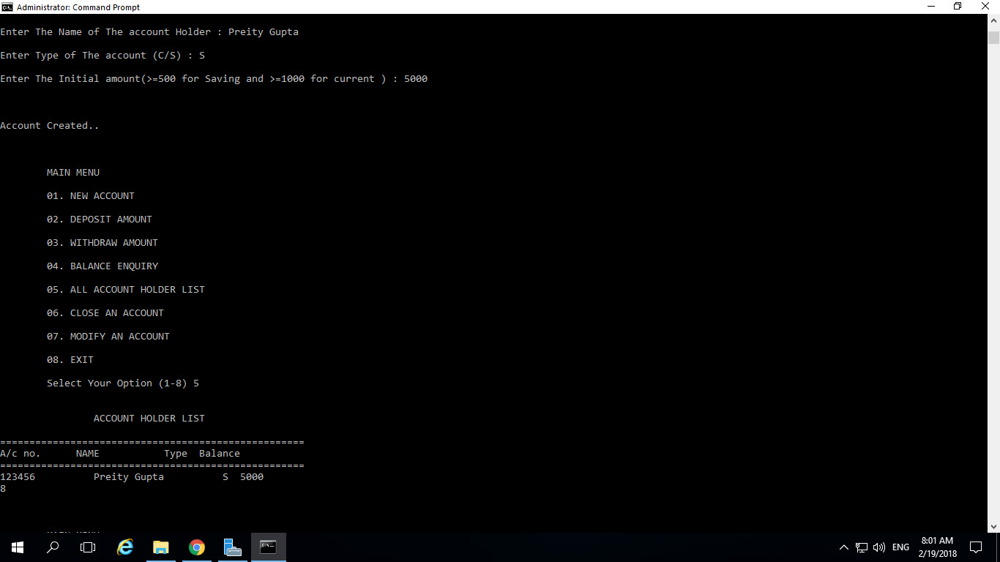 Administrator: Command Prompt
Enter The Name of The account Holder : Preity Gupta
Enter Type of The account (C/S) : S
Enter The Initial amount(>=500 for Saving and >=1000 for current ) : 5000
Account Created..
MAIN MENU
01. NEW ACCOUNT
02. DEPOSIT AMOUNT
03. WITHDRAW AMOUNT
04. BALANCE ENQUIRY
05. ALL ACCOUNT HOLDER LIST
06. CLOSE AN ACCOUNT
07. MODIFY AN ACCOUNT
08. EXIT
Select Your Option (1-8) 5
ACCOUNT HOLDER LIST
====================================================
A/c no.      NAME           Type  Balance
====================================================
123456          Preity Gupta          S  5000
8
ENG
8:01 AM
2/19/2018